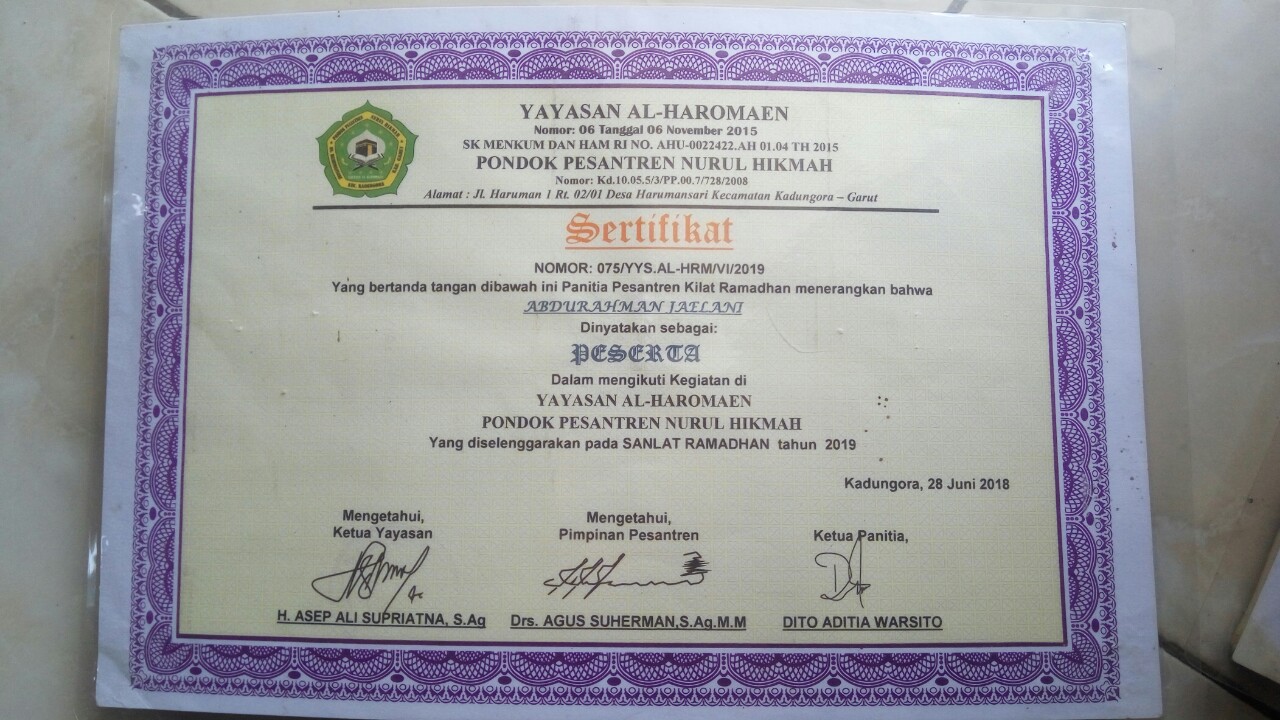 YAYASAN AL-HAROMAEN
Nomor: 06 Tanggal 06 November 2015
SK MENKUM DAN HAM RI NO. AHU-0022422.AH 01.04 TH 2015
PONDOK PESANTREN NURUL HIKMAH
Nomor: Kd.10.05.5/3/PP.00.7/728/2008
Alamat : Jl. Haruman 1 Rt. 02/01 Desa Harumansari Kecamatan Kadungora – Garut
Sertifikat
NOMOR: 075/YYS.AL-HRM/VI/2019
Yang bertanda tangan dibawah ini Panitia Pesantren Kilat Ramadhan menerangkan bahwa
ABDURAHMAN JAELANI
Dinyatakan sebagai:
PESERTA
Dalam mengikuti Kegiatan di
YAYASAN AL-HAROMAEN
PONDOK PESANTREN NURUL HIKMAH
Yang diselenggarakan pada SANLAT RAMADHAN tahun 2019
Kadungora, 28 Juni 2018
Mengetahui,
Ketua Yayasan
H. ASEP ALI SUPRIATNA, S.Ag
Mengetahui,
Pimpinan Pesantren
Drs. AGUS SUHERMAN,S.Ag.M.M
Ketua Panitia,
DITO ADITIA WARSITO